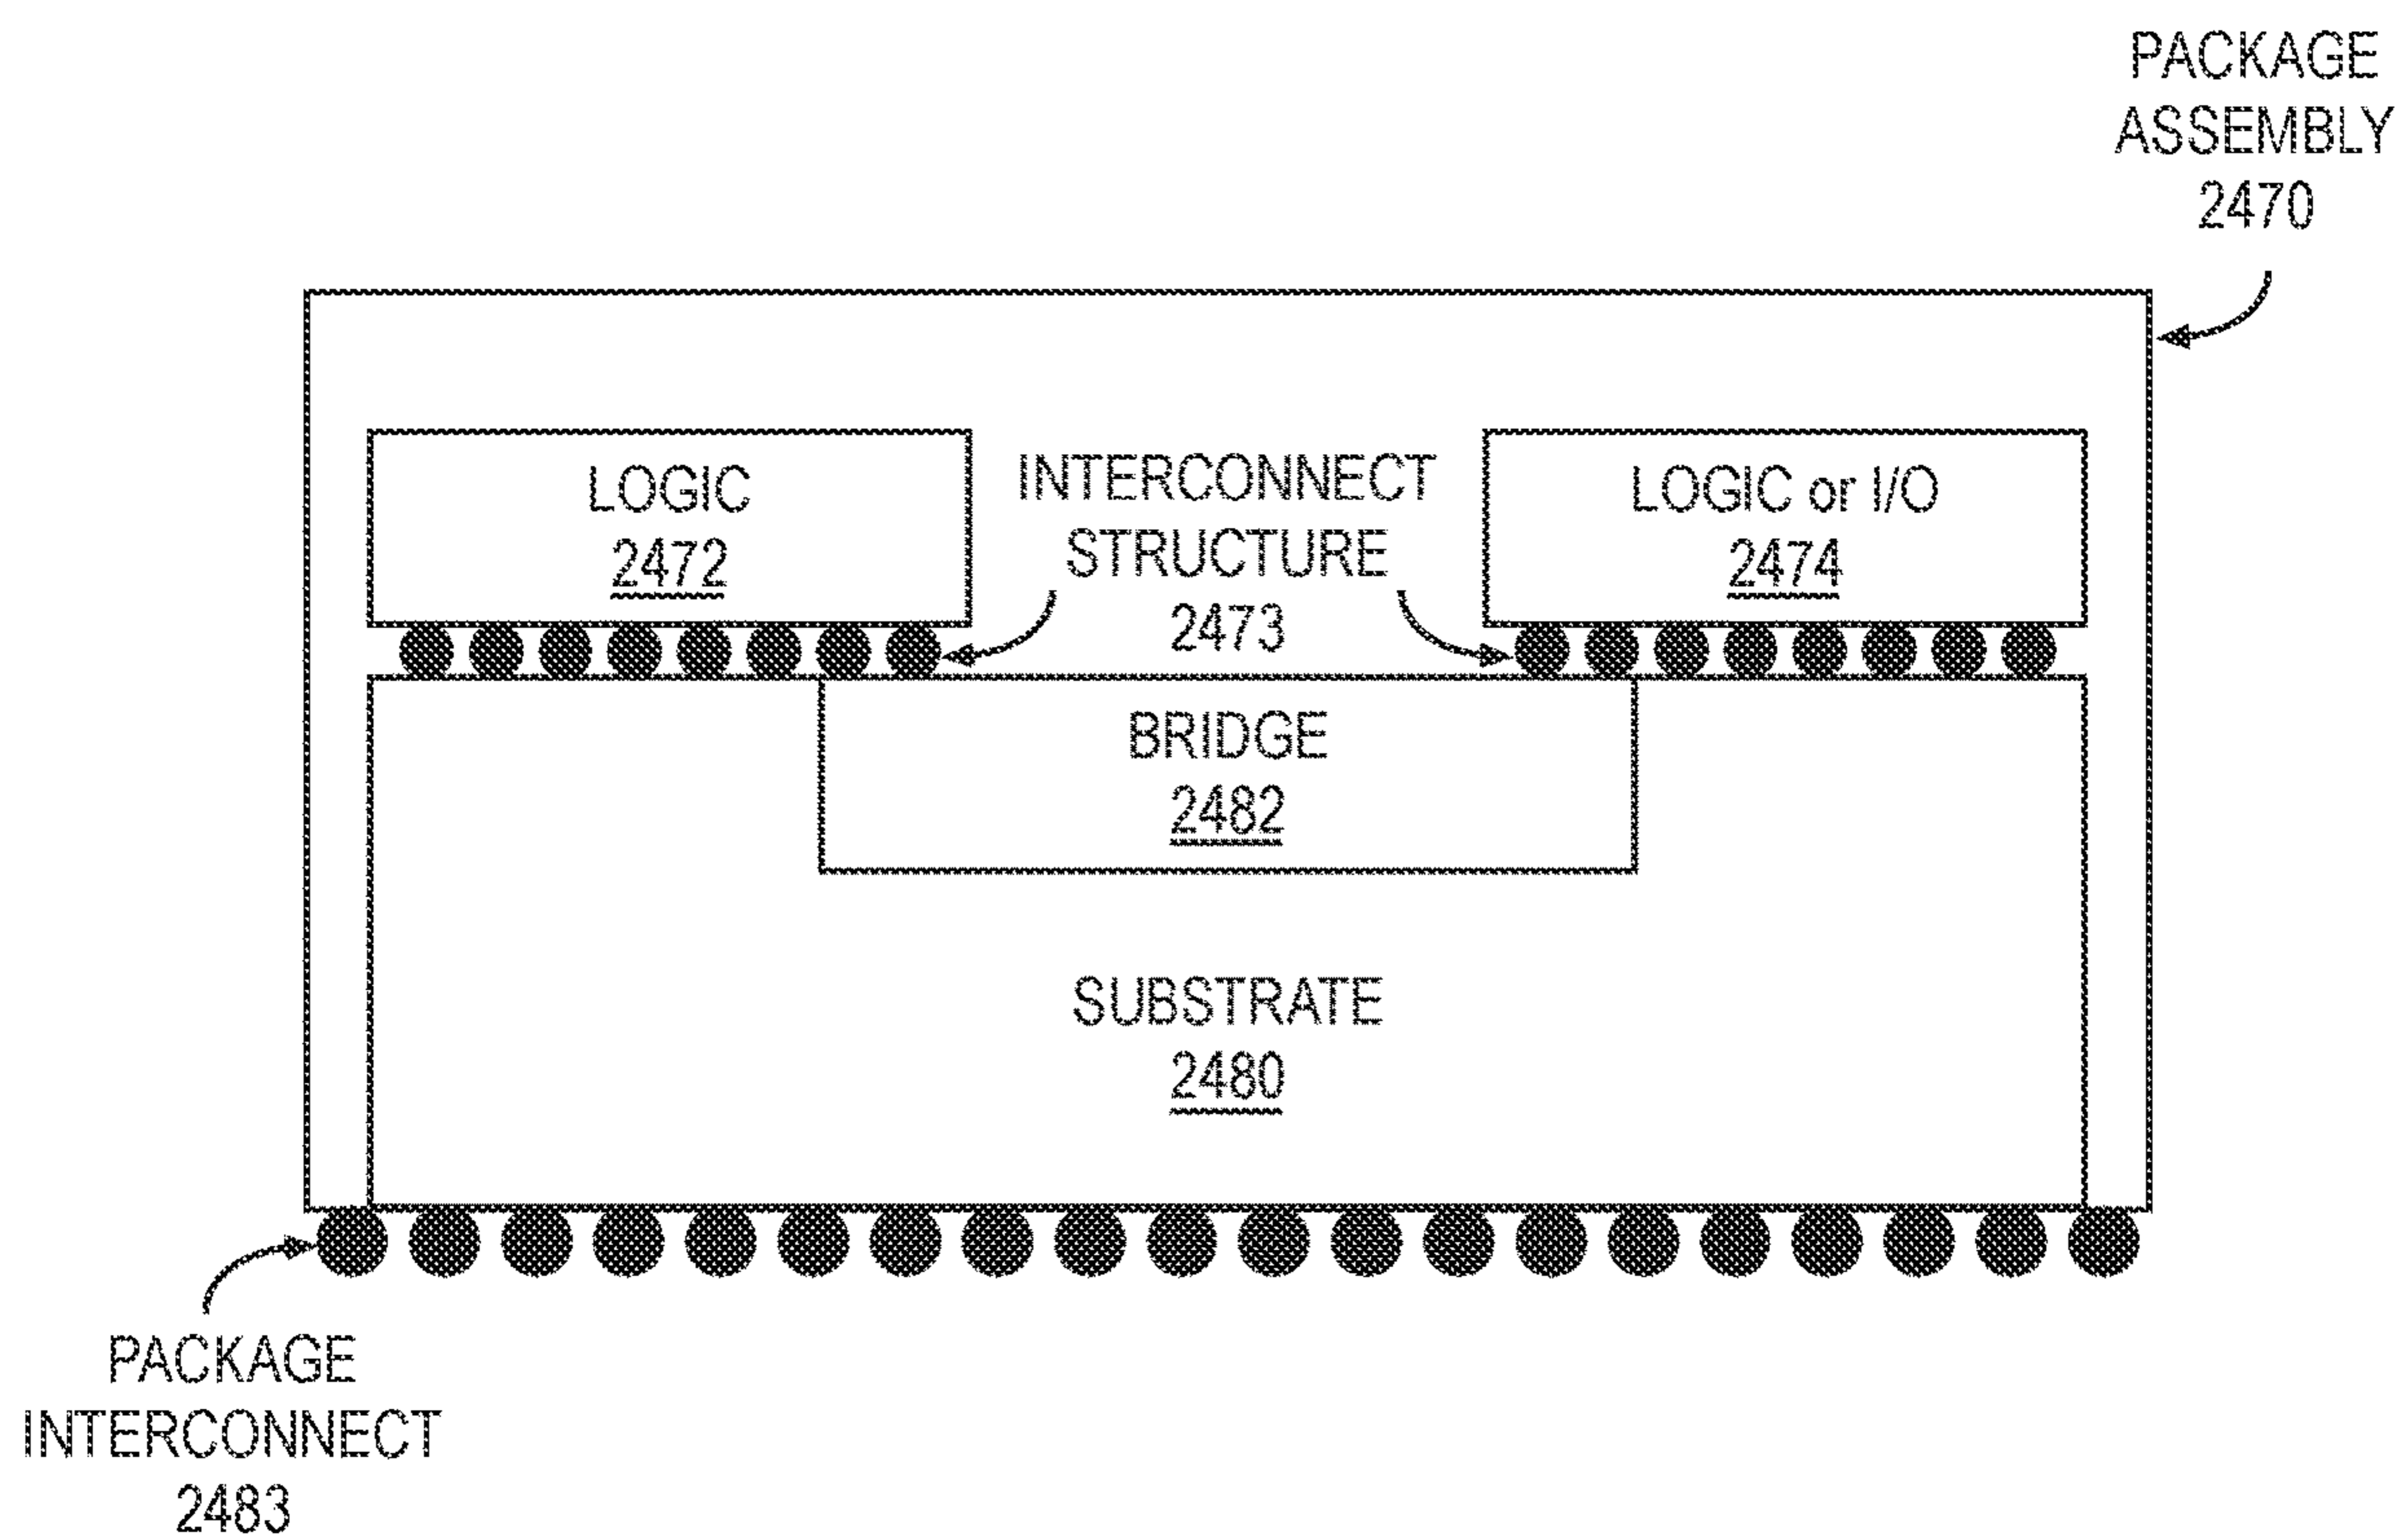 PACKAGE
ASSEMBLY
2470
LOGIC
2472
INTERCONNECT
STRUCTURE
2473
LOGIC or I/O
2474
BRIDGE
2482
SUBSTRATE
2480
PACKAGE
INTERCONNECT
2483